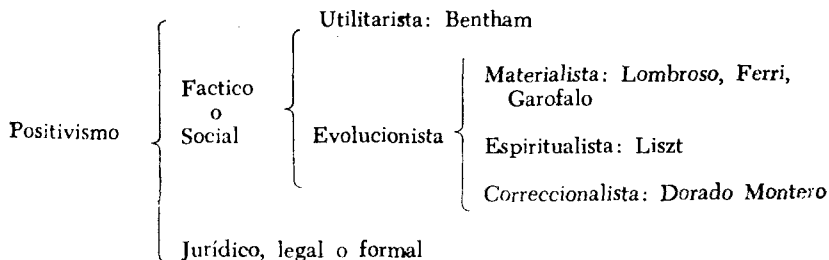 Utilitarista: Bentham
Materialista: Lombroso, Ferri,
Garofalo
Factico
o
Social
Positivismo
Evolucionista
Espiritualista: Liszt
Correccionalista: Dorado Montero
Jurídico, legal o formal